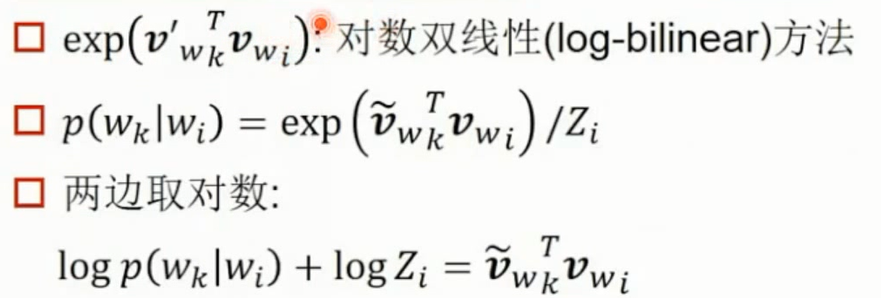 □ exp(v′_{w_k}^T v_{w_i}): 对数双线性(log-bilinear)方法
□ p(w_k|w_i) = exp(ṽ_{w_k}^T v_{w_i})/Z_i
□ 两边取对数:
log p(w_k|w_i) + log Z_i = ṽ_{w_k}^T v_{w_i}